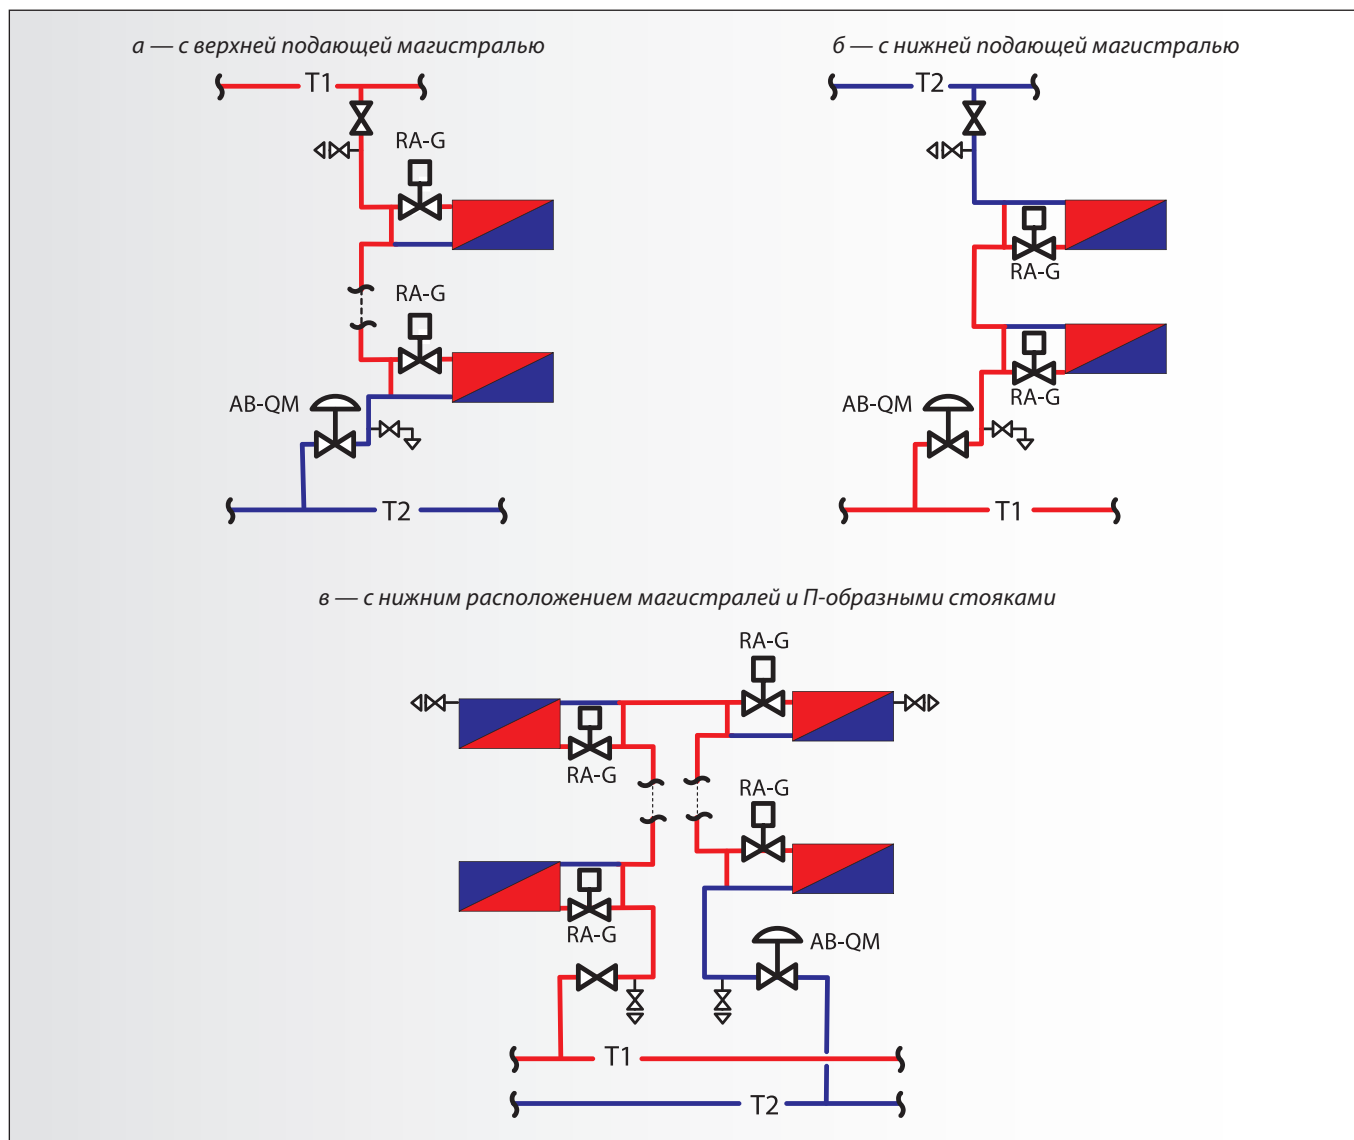 а — с верхней подающей магистралью
б — с нижней подающей магистралью
T1
T2
RA-G
RA-G
RA-G
RA-G
AB-QM
AB-QM
T2
T1
в — с нижним расположением магистралей и П-образными стояками
RA-G
RA-G
RA-G
RA-G
AB-QM
T1
T2